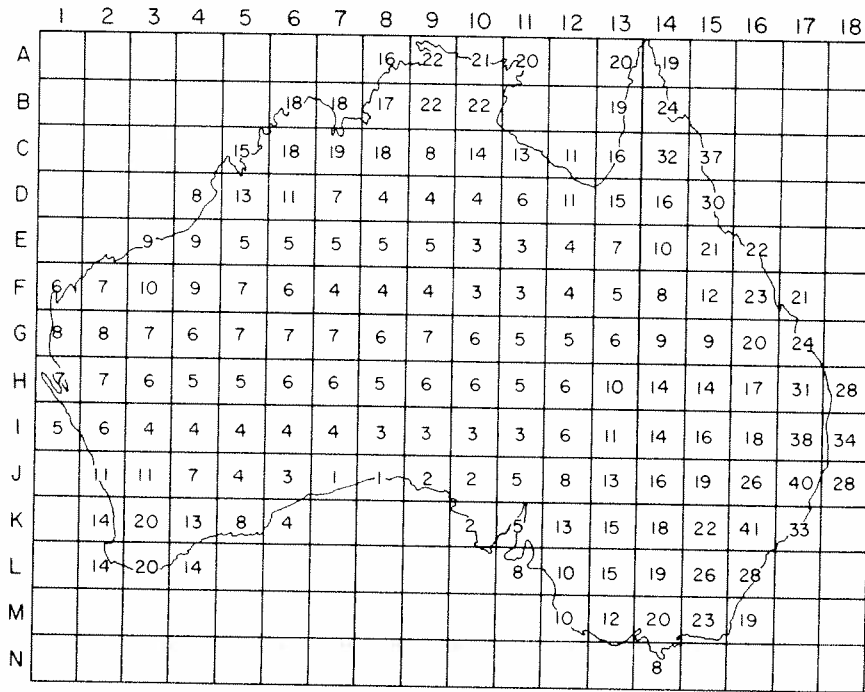 1 2 3 4 5 6 7 8 9 10 11 12 13 14 15 16 17 18
A 16 22 21 20 20 19
B 18 18 17 22 22 19 24
C 15 18 19 18 8 14 13 11 16 32 37
D 8 13 11 7 4 4 4 6 11 15 16 30
E 9 9 5 5 5 5 5 3 3 4 7 10 21 22
F 6 7 10 9 7 6 4 4 4 3 3 4 5 8 12 23 21
G 8 8 7 6 7 7 7 6 7 6 5 5 6 9 9 20 24
H 7 6 5 5 6 6 5 6 6 5 6 10 14 14 17 31 28
I 5 6 4 4 4 4 4 3 3 3 3 6 11 14 16 18 38 34
J 11 11 7 4 3 1 1 2 2 5 8 13 16 19 26 40 28
K 14 20 13 8 4 2 5 13 15 18 22 41 33
L 14 20 14 8 10 15 19 26 28
M 10 12 20 23 19
N 8